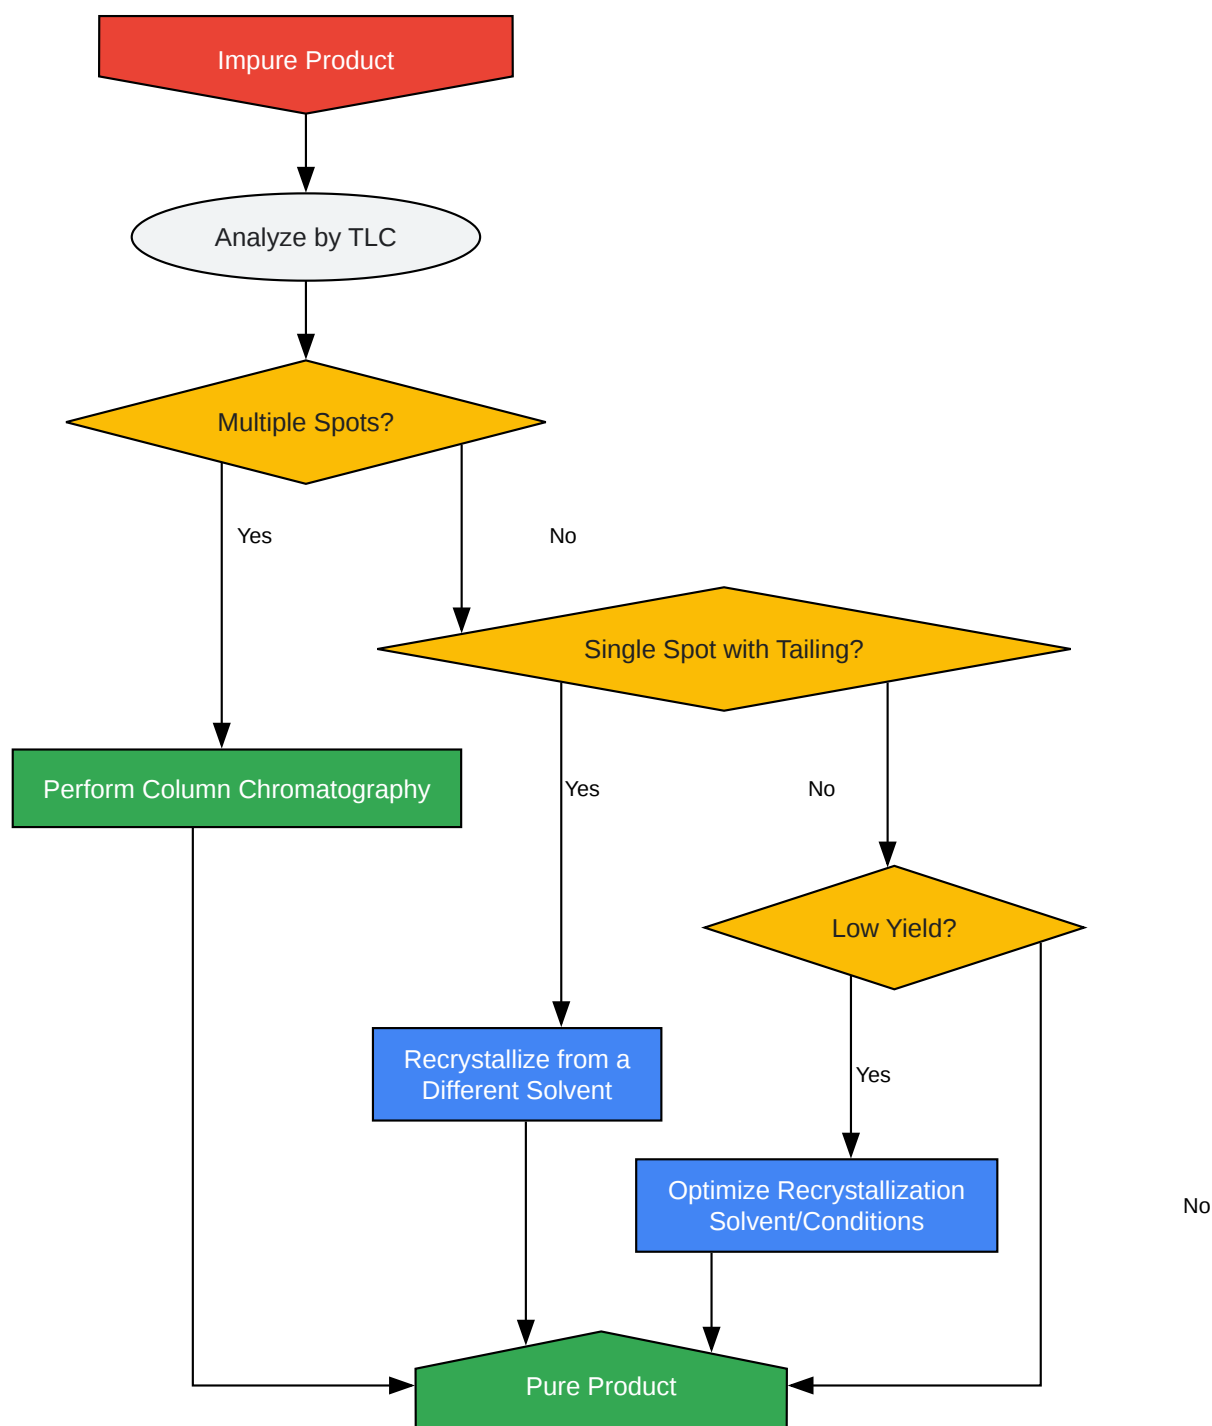 Impure Product
Analyze by TLC
Multiple Spots?
Yes
No
Single Spot with Tailing?
Perform Column Chromatography
Yes
No
Low Yield?
Recrystallize from a
Different Solvent
Yes
Optimize Recrystallization
Solvent/Conditions
No
Pure Product